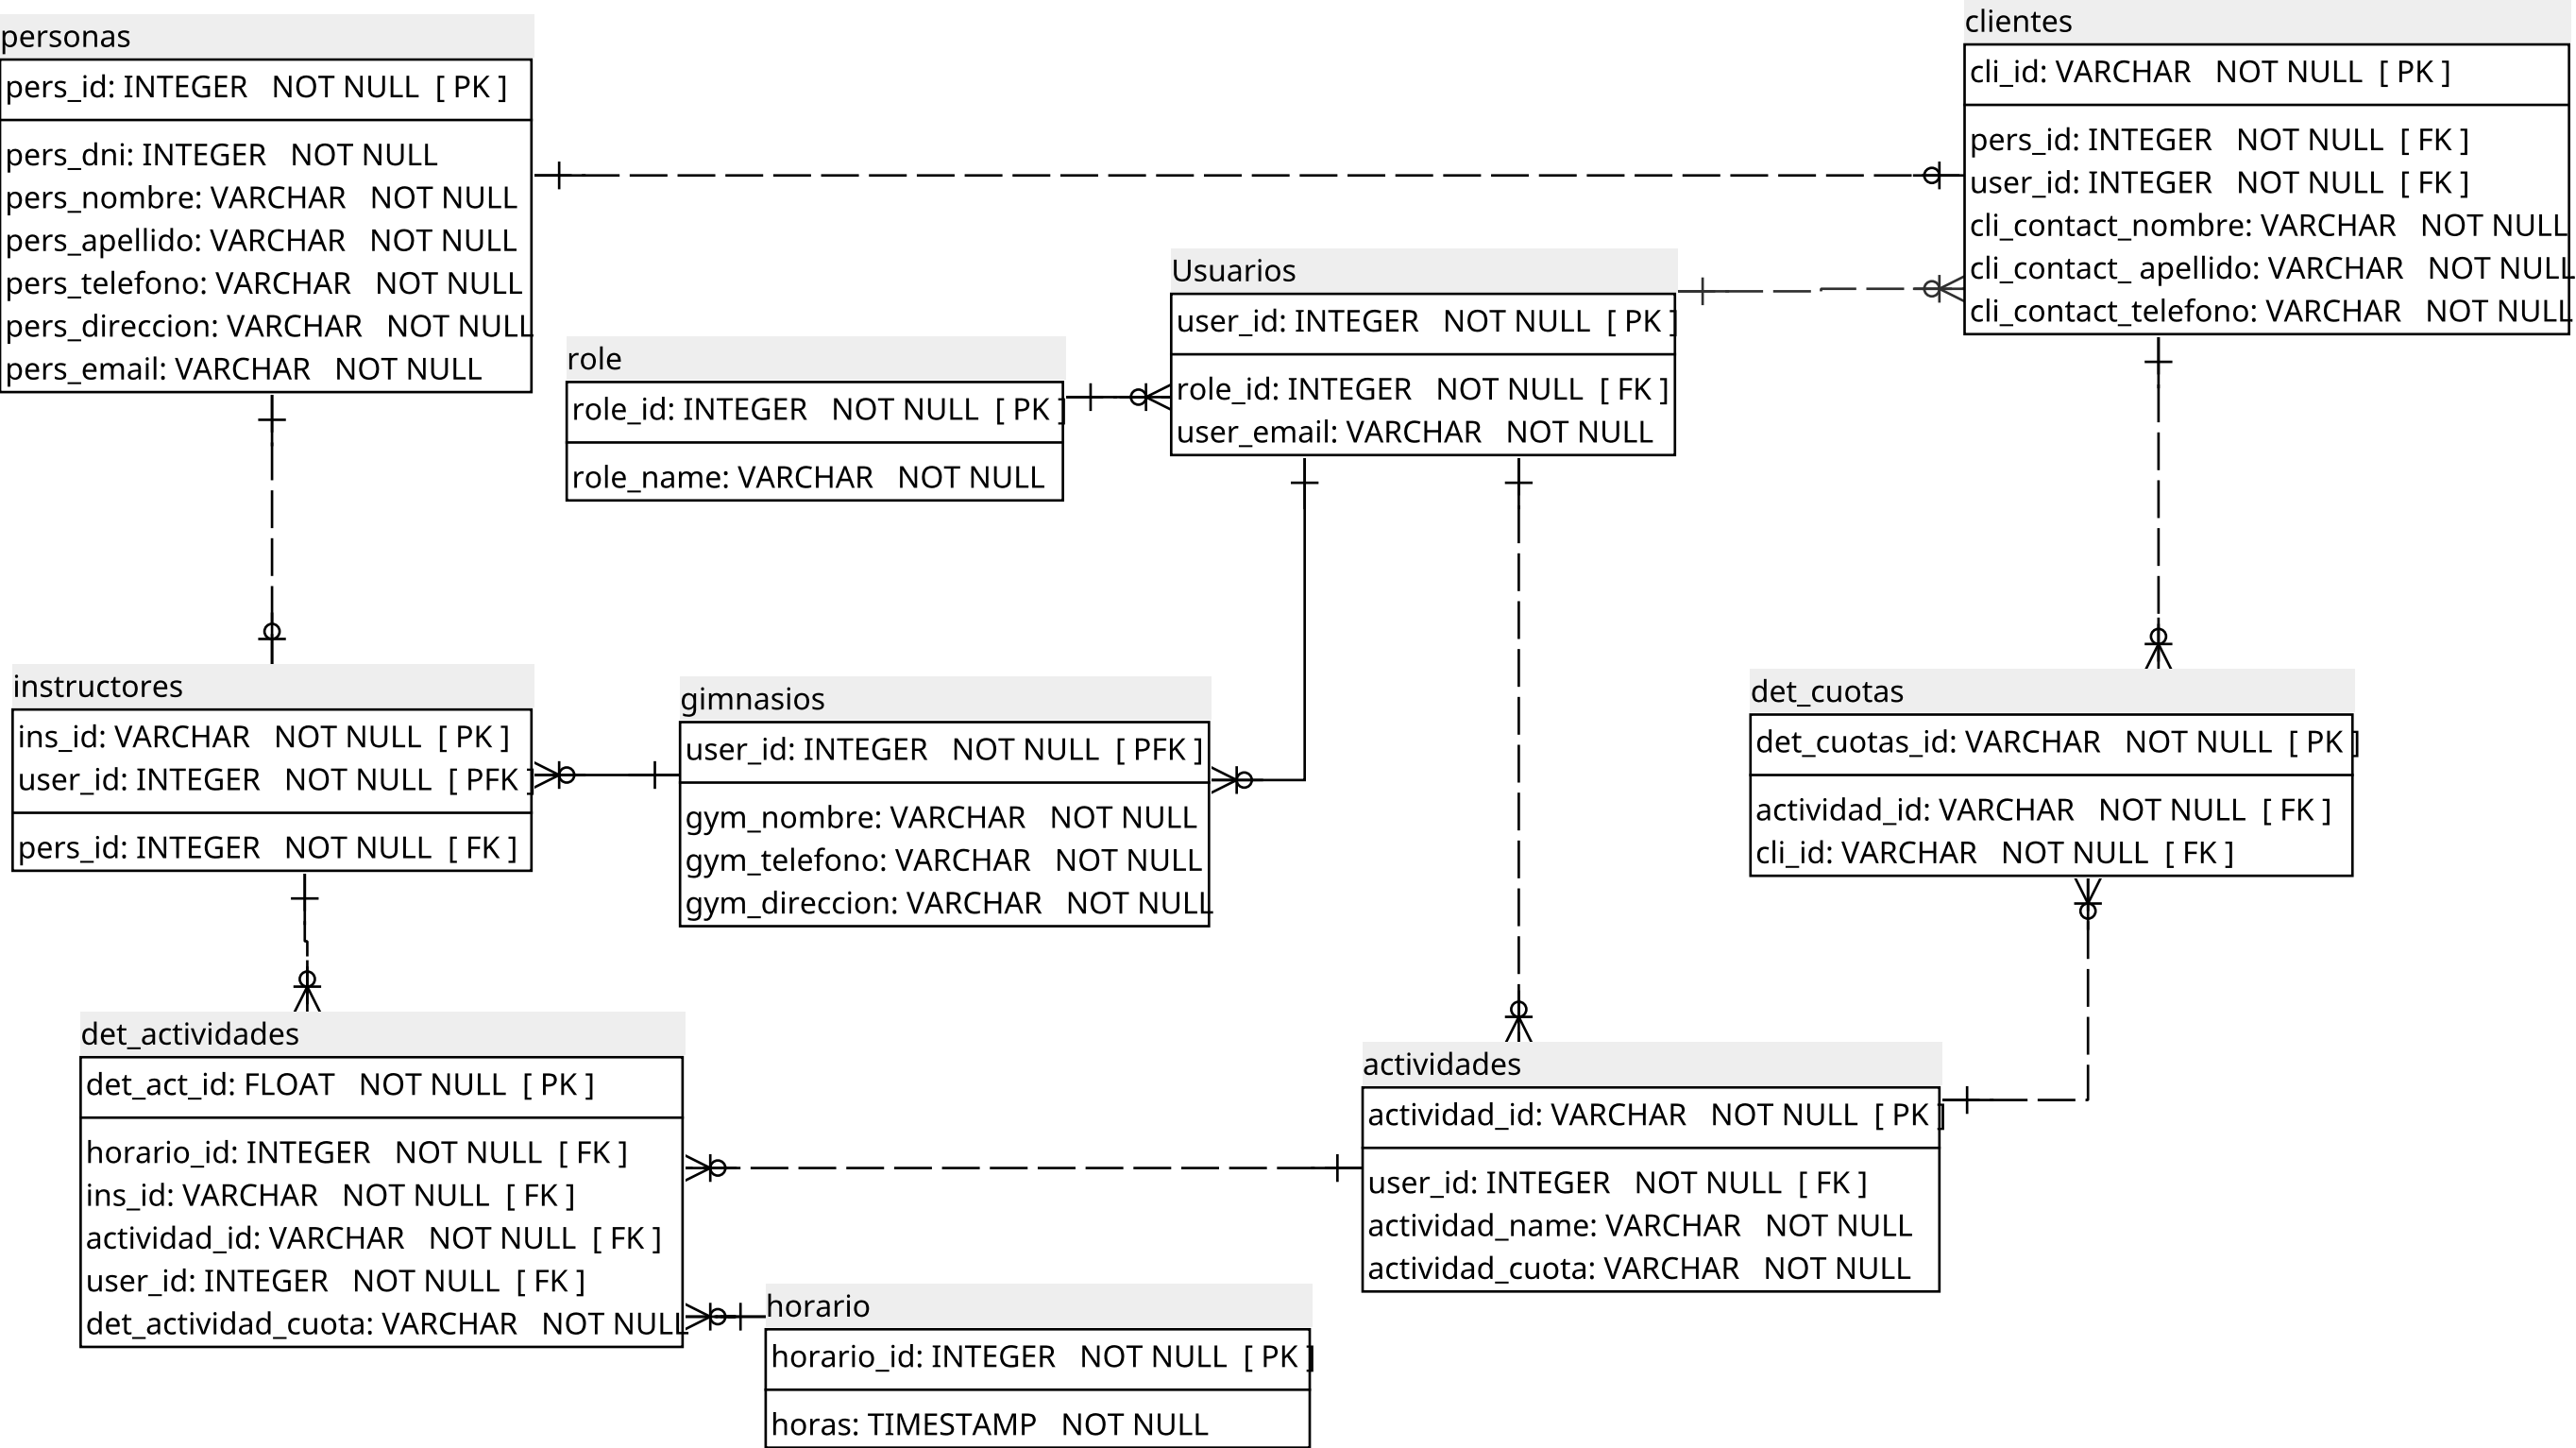 personas
pers_id: INTEGER NOT NULL [ PK ]
pers_dni: INTEGER NOT NULL
pers_nombre: VARCHAR NOT NULL
pers_apellido: VARCHAR NOT NULL
pers_telefono: VARCHAR NOT NULL
pers_direccion: VARCHAR NOT NULL
pers_email: VARCHAR NOT NULL
clientes
cli_id: VARCHAR NOT NULL [ PK ]
pers_id: INTEGER NOT NULL [ FK ]
user_id: INTEGER NOT NULL [ FK ]
cli_contact_nombre: VARCHAR NOT NULL
cli_contact_ apellido: VARCHAR NOT NULL
cli_contact_telefono: VARCHAR NOT NULL
Usuarios
user_id: INTEGER NOT NULL [ PK ]
role_id: INTEGER NOT NULL [ FK ]
user_email: VARCHAR NOT NULL
role
role_id: INTEGER NOT NULL [ PK ]
role_name: VARCHAR NOT NULL
instructores
ins_id: VARCHAR NOT NULL [ PK ]
user_id: INTEGER NOT NULL [ PFK ]
pers_id: INTEGER NOT NULL [ FK ]
gimnasios
user_id: INTEGER NOT NULL [ PFK ]
gym_nombre: VARCHAR NOT NULL
gym_telefono: VARCHAR NOT NULL
gym_direccion: VARCHAR NOT NULL
det_cuotas
det_cuotas_id: VARCHAR NOT NULL [ PK ]
actividad_id: VARCHAR NOT NULL [ FK ]
cli_id: VARCHAR NOT NULL [ FK ]
det_actividades
det_act_id: FLOAT NOT NULL [ PK ]
horario_id: INTEGER NOT NULL [ FK ]
ins_id: VARCHAR NOT NULL [ FK ]
actividad_id: VARCHAR NOT NULL [ FK ]
user_id: INTEGER NOT NULL [ FK ]
det_actividad_cuota: VARCHAR NOT NULL
actividades
actividad_id: VARCHAR NOT NULL [ PK ]
user_id: INTEGER NOT NULL [ FK ]
actividad_name: VARCHAR NOT NULL
actividad_cuota: VARCHAR NOT NULL
horario
horario_id: INTEGER NOT NULL [ PK ]
horas: TIMESTAMP NOT NULL